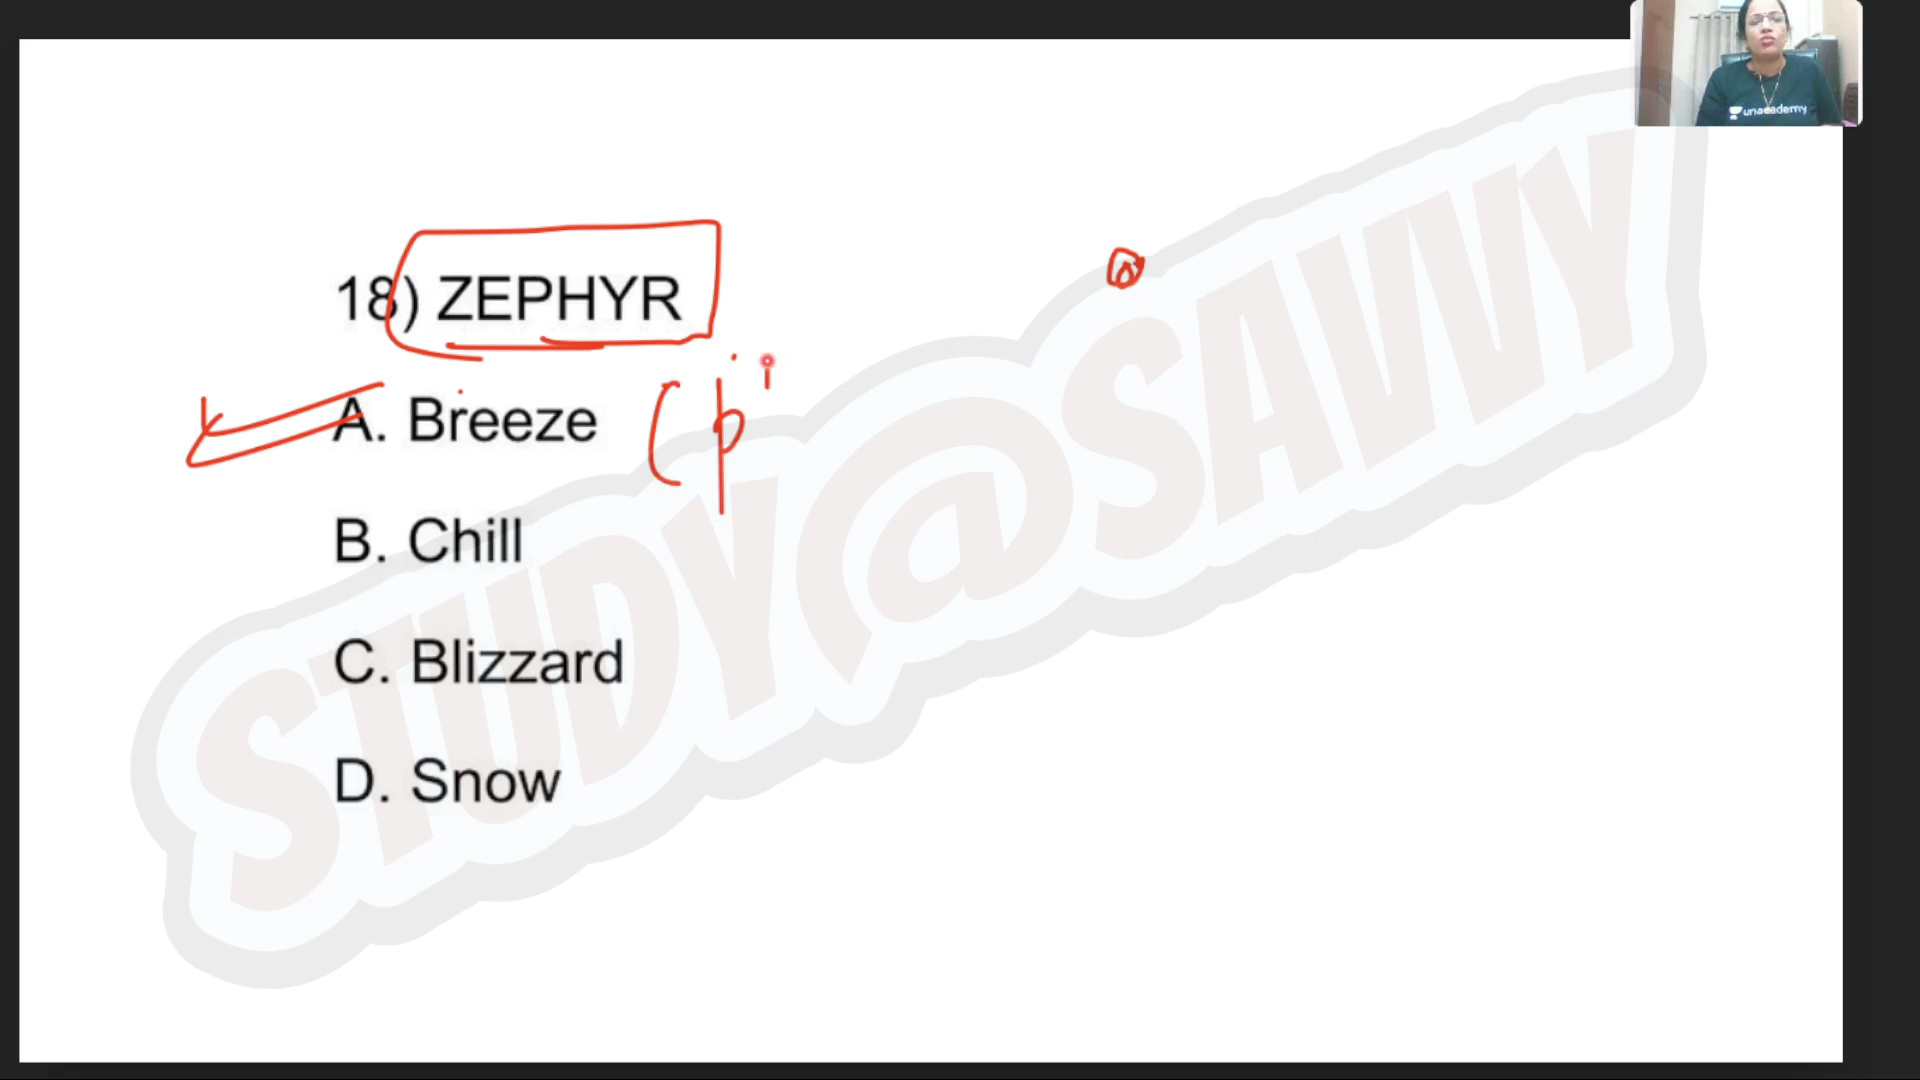 unacademy
18) ZEPHYR
A. Breeze ( p
B. Chill
C. Blizzard
D. Snow
STUDY@SAVVY